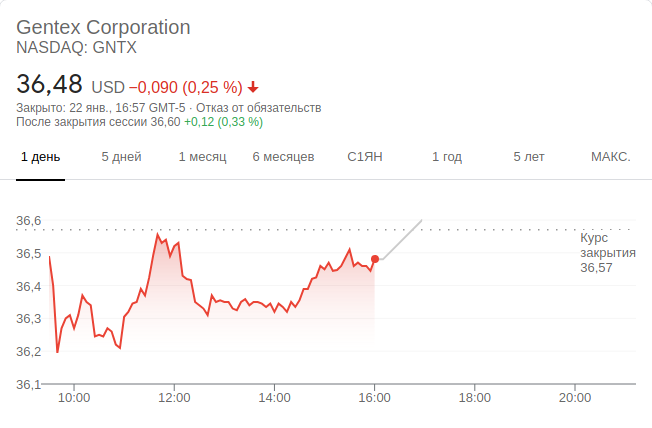 Gentex Corporation
NASDAQ: GNTX
36,48 USD −0,090 (0,25 %)
Закрыто: 22 янв., 16:57 GMT-5 · Отказ от обязательств
После закрытия сессии 36,60 +0,12 (0,33 %)
1 день 5 дней 1 месяц 6 месяцев С1ЯН 1 год 5 лет МАКС.
36,6
Курс
36,5 закрытия
36,57
36,4
36,3
36,2
36,1
10:00 12:00 14:00 16:00 18:00 20:00